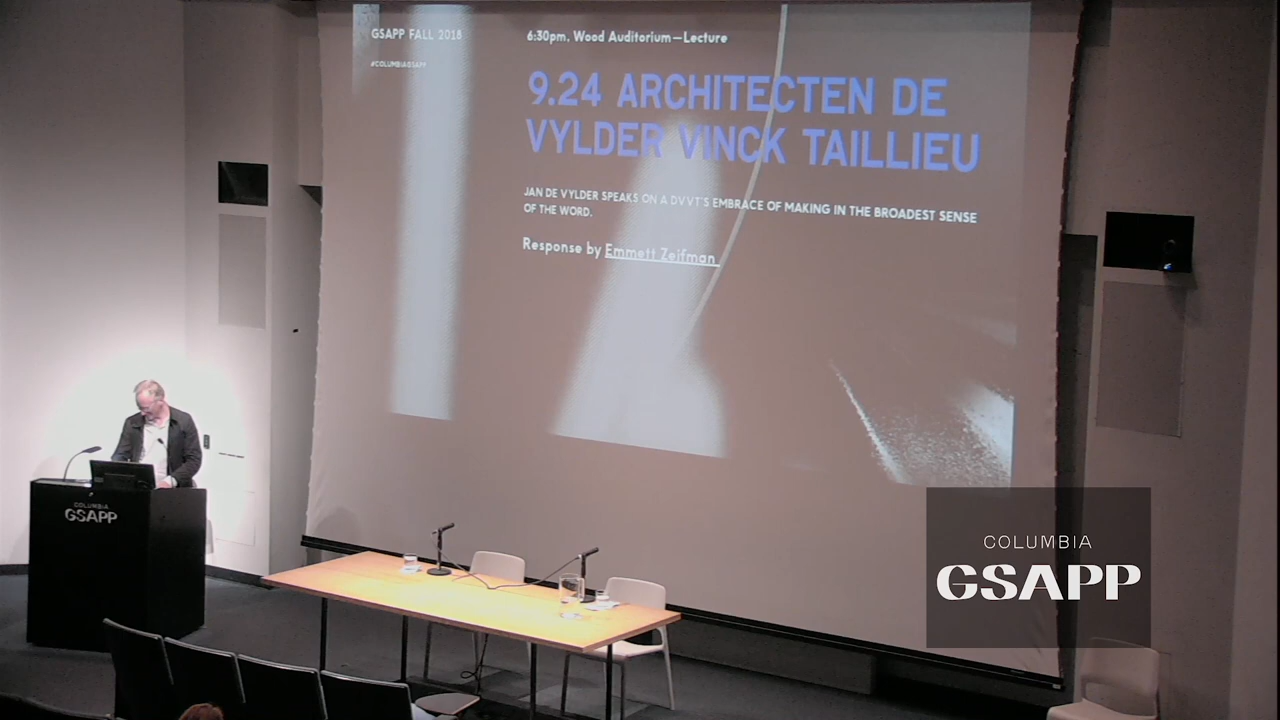 GSAPP FALL 2018
#COLUMBIAGSAPP
6:30pm, Wood Auditorium—Lecture
9.24 ARCHITECTEN DE
VYLDER VINCK TAILLIEU
JAN DE VYLDER SPEAKS ON A DVVT'S EMBRACE OF MAKING IN THE BROADEST SENSE
OF THE WORD.
Response by Emmett Zeifman
COLUMBIA
GSAPP
COLUMBIA
GSAPP